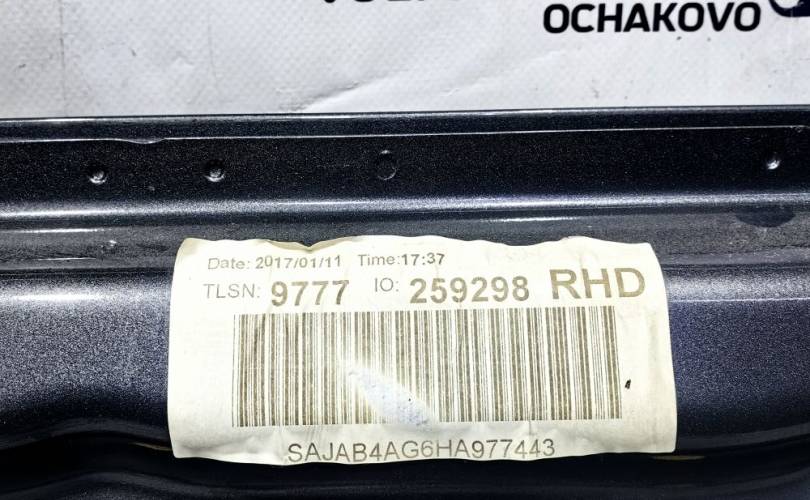 OCHAKOVO
Date: 2017/01/11 Time:17:37
TLSN: 9777 IO: 259298 RHD
SAJAB4AG6HA977443